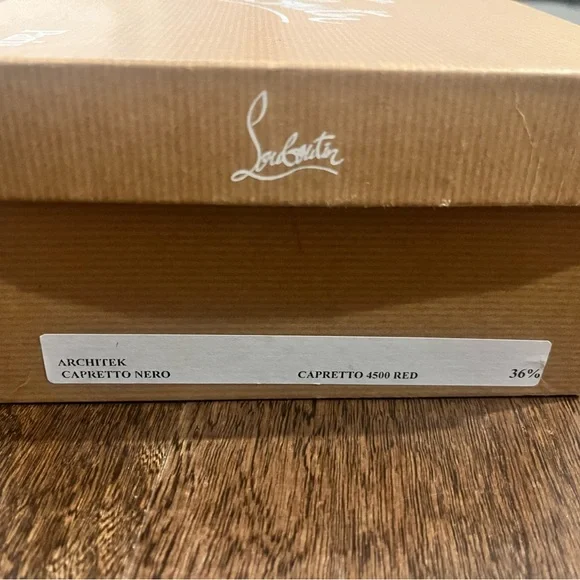 Louboutin
ARCHITEK
CAPRETTO NERO CAPRETTO 4500 RED 36½